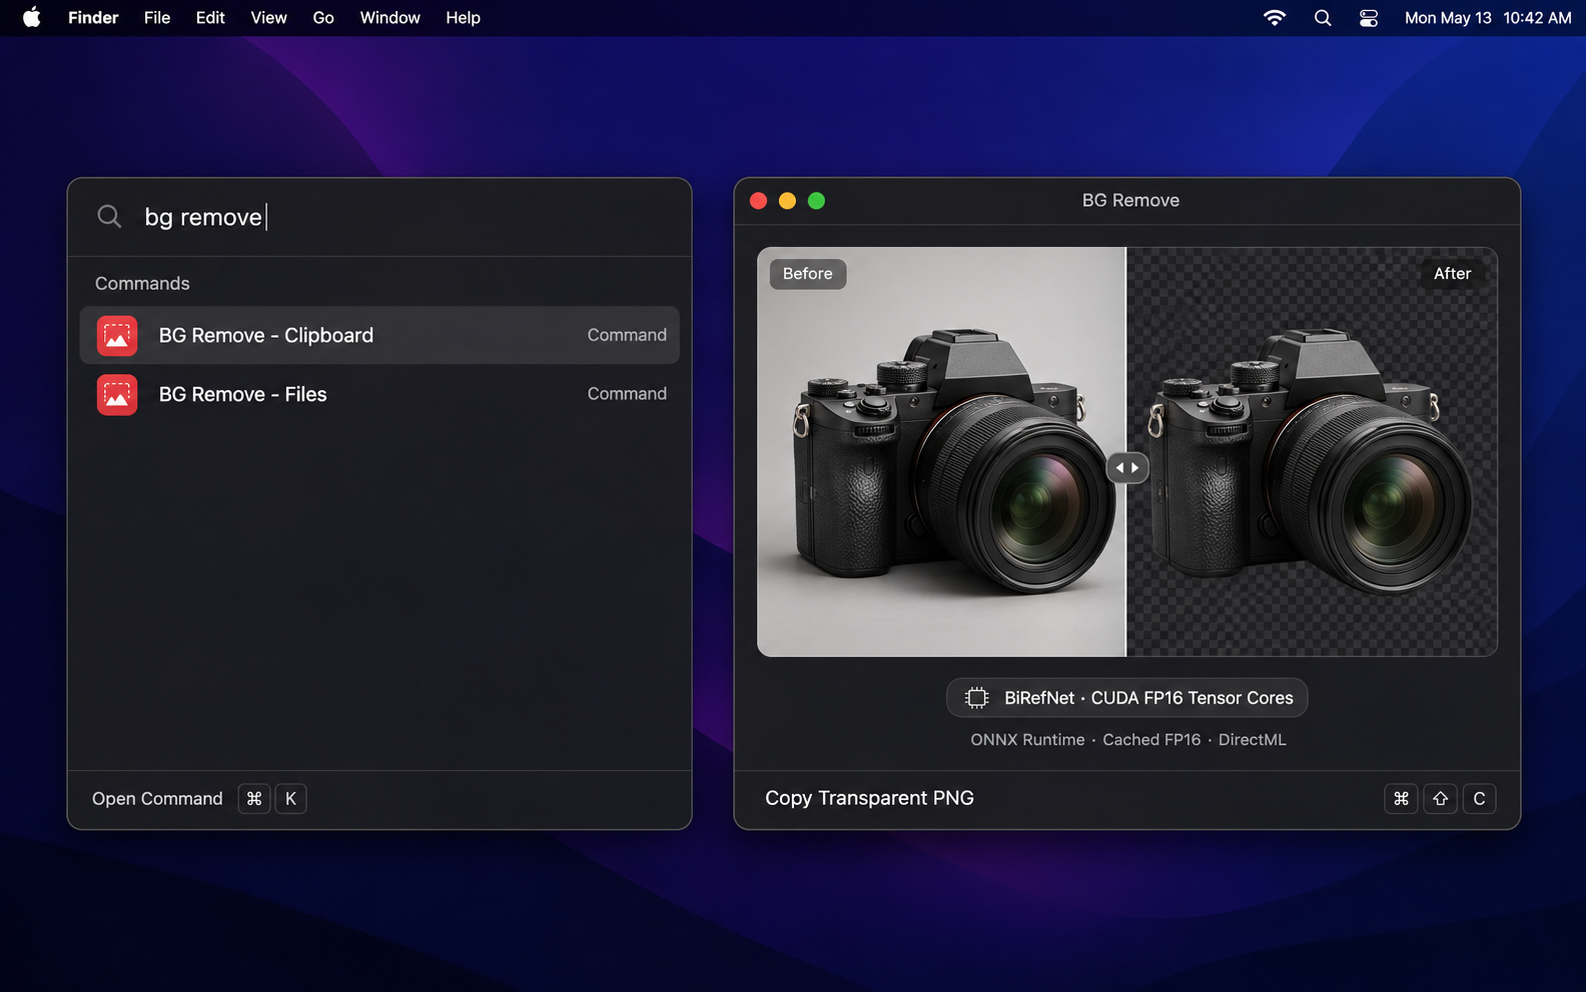 Finder File Edit View Go Window Help Mon May 13 10:42 AM
bg remove
Commands
BG Remove - Clipboard Command
BG Remove - Files Command
Open Command ⌘ K
BG Remove
Before After
BiRefNet · CUDA FP16 Tensor Cores
ONNX Runtime · Cached FP16 · DirectML
Copy Transparent PNG ⌘ ⇧ C